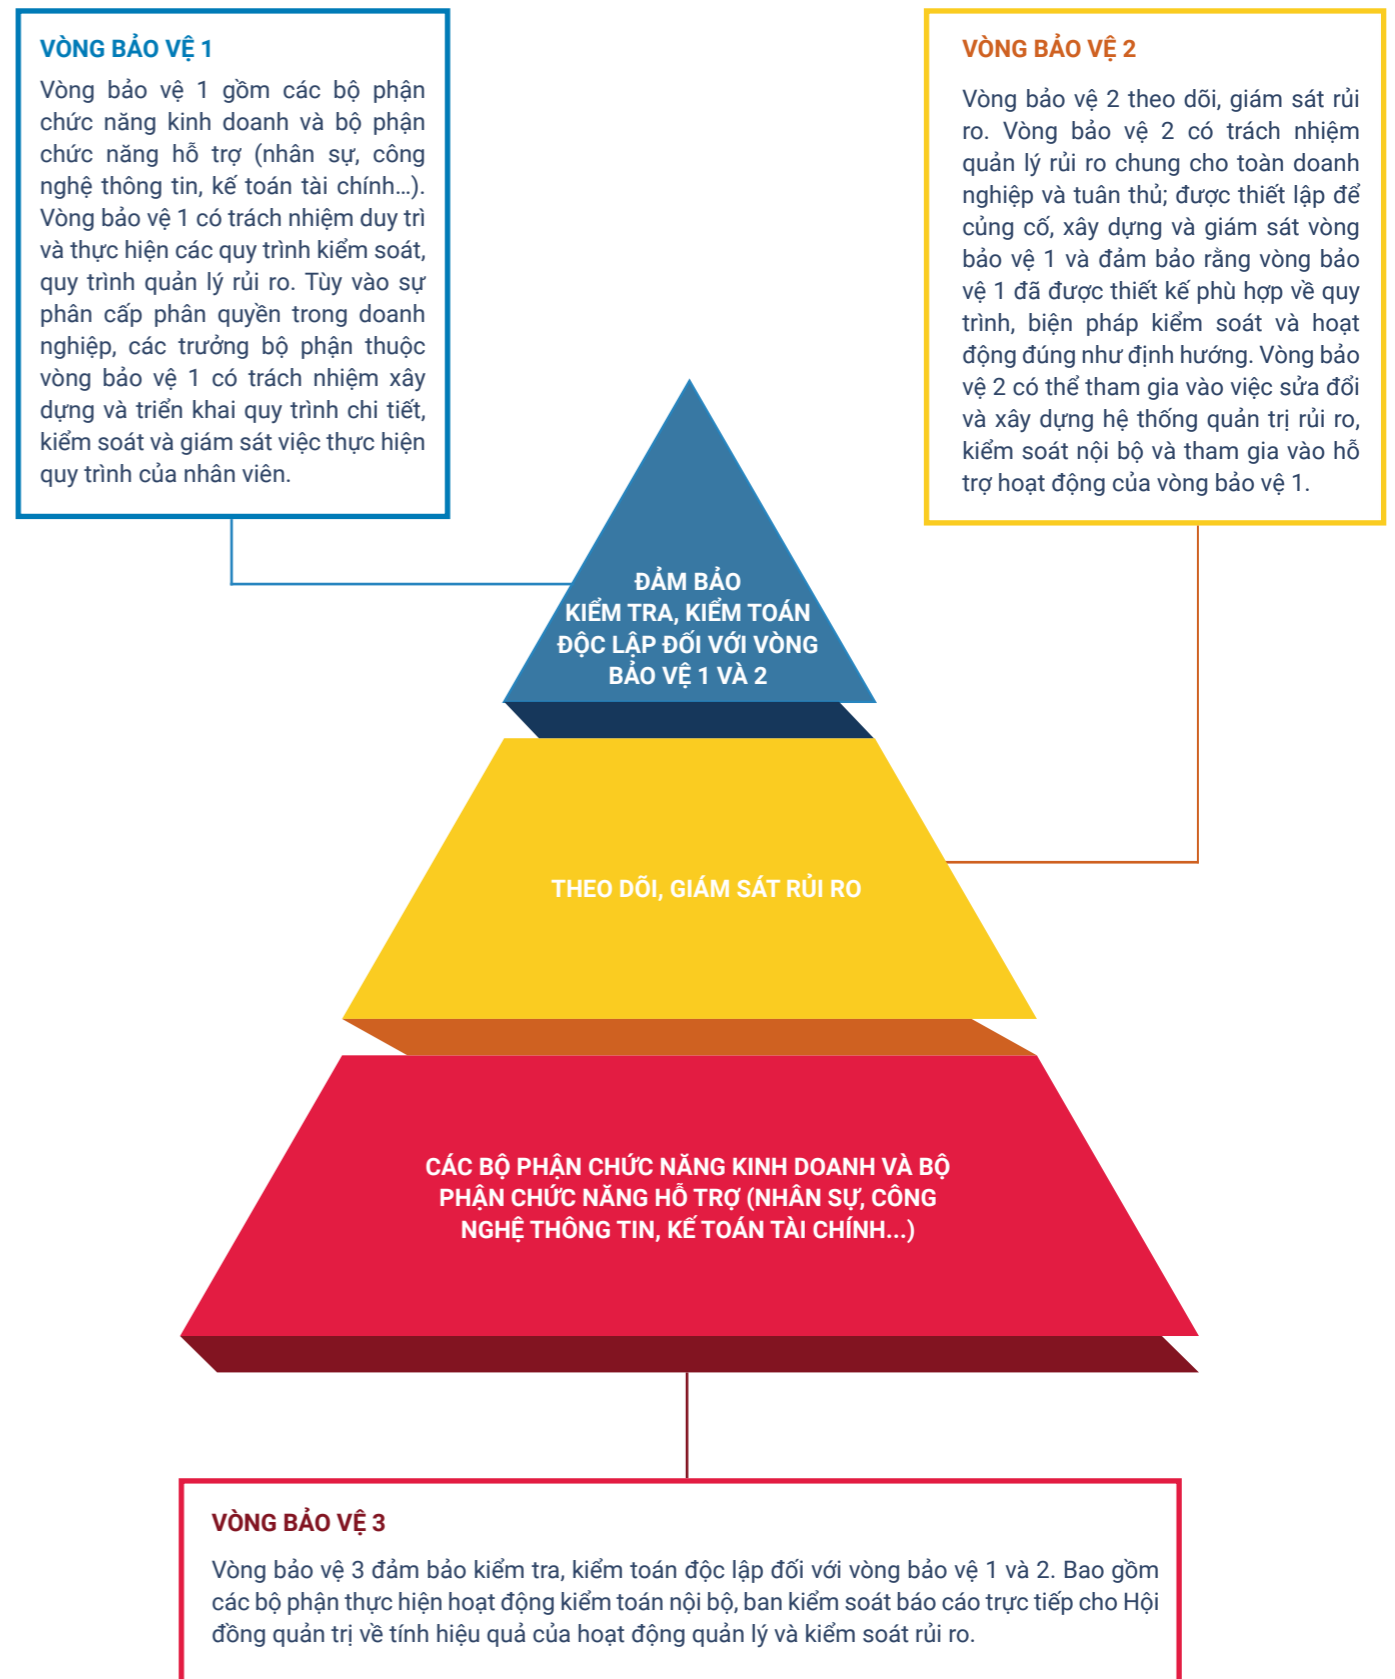 VÒNG BẢO VỆ 1
Vòng bảo vệ 1 gồm các bộ phận
chức năng kinh doanh và bộ phận
chức năng hỗ trợ (nhân sự, công
nghệ thông tin, kế toán tài chính...).
Vòng bảo vệ 1 có trách nhiệm duy trì
và thực hiện các quy trình kiểm soát,
quy trình quản lý rủi ro. Tùy vào sự
phân cấp phân quyền trong doanh
nghiệp, các trưởng bộ phận thuộc
vòng bảo vệ 1 có trách nhiệm xây
dựng và triển khai quy trình chi tiết,
kiểm soát và giám sát việc thực hiện
quy trình của nhân viên.
VÒNG BẢO VỆ 2
Vòng bảo vệ 2 theo dõi, giám sát rủi
ro. Vòng bảo vệ 2 có trách nhiệm
quản lý rủi ro chung cho toàn doanh
nghiệp và tuân thủ; được thiết lập để
củng cố, xây dựng và giám sát vòng
bảo vệ 1 và đảm bảo rằng vòng bảo
vệ 1 đã được thiết kế phù hợp về quy
trình, biện pháp kiểm soát và hoạt
động đúng như định hướng. Vòng bảo
vệ 2 có thể tham gia vào việc sửa đổi
và xây dựng hệ thống quản trị rủi ro,
kiểm soát nội bộ và tham gia vào hỗ
trợ hoạt động của vòng bảo vệ 1.
ĐẢM BẢO
KIỂM TRA, KIỂM TOÁN
ĐỘC LẬP ĐỐI VỚI VÒNG
BẢO VỆ 1 VÀ 2
THEO DÕI, GIÁM SÁT RỦI RO
CÁC BỘ PHẬN CHỨC NĂNG KINH DOANH VÀ BỘ
PHẬN CHỨC NĂNG HỖ TRỢ (NHÂN SỰ, CÔNG
NGHỆ THÔNG TIN, KẾ TOÁN TÀI CHÍNH...)
VÒNG BẢO VỆ 3
Vòng bảo vệ 3 đảm bảo kiểm tra, kiểm toán độc lập đối với vòng bảo vệ 1 và 2. Bao gồm
các bộ phận thực hiện hoạt động kiểm toán nội bộ, ban kiểm soát báo cáo trực tiếp cho Hội
đồng quản trị về tính hiệu quả của hoạt động quản lý và kiểm soát rủi ro.